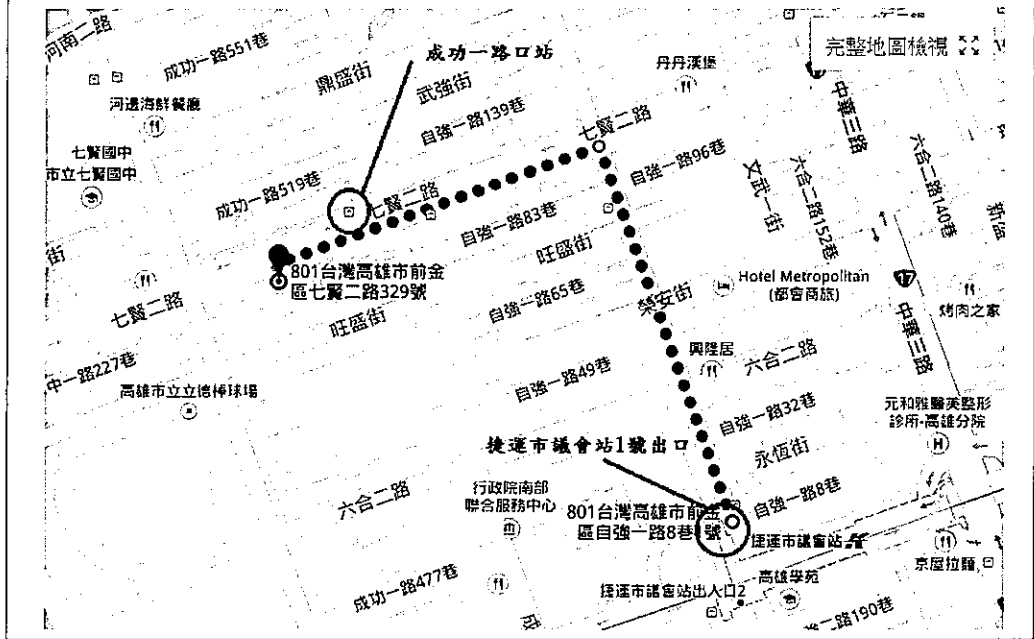 河南二路
成功一路551巷
鼎盛街
成功一路口站
武強街
丹丹漢堡
完整地圖檢視
中華三路
河邊海鮮餐廳
自強一路139巷
七賢二路
七賢國中
市立七賢國中
成功一路519巷
七賢二路
自強一路96巷
文武一街
六合二路152巷
六合二路140巷
街
自強一路83巷
旺盛街
801台灣高雄市前金
區七賢二路329號
七賢二路
旺盛街
自強一路65巷
榮安街
Hotel Metropolitan
(都會商旅)
17
中華三路
烤肉之家
中一路227巷
高雄市立立德棒球場
興隆居
六合二路
自強一路49巷
自強一路32巷
元和雅醫美整形
診所·高雄分院
H
捷運市議會站1號出口
永恆街
六合二路
行政院南部
聯合服務中心
801台灣高雄市前金
區自強一路8巷1號
自強一路8巷
捷運市議會站
京屋拉麵
成功一路477巷
捷運市議會站出入口2
高雄學苑
成
二路190巷